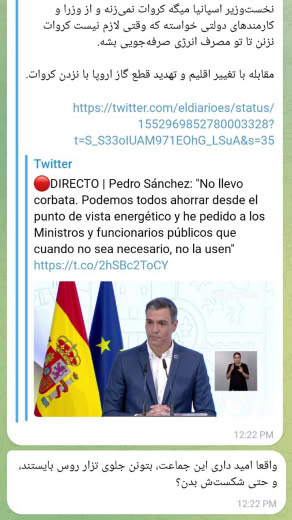 نخست‌وزیر اسپانیا میگه کروات نمی‌زنه و از وزرا و
کارمندهای دولتی خواسته که وقتی لازم نیست کروات
نزنن تا تو مصرف انرژی صرفه‌جویی بشه.
مقابله با تغییر اقلیم و تهدید قطع گاز اروپا با نزدن کروات.
https://twitter.com/eldiarioes/status/
1552969852780003328?
t=S_S33oIUAM971EOhG_LSuA&s=35
Twitter
🔴DIRECTO | Pedro Sánchez: "No llevo
corbata. Podemos todos ahorrar desde el
punto de vista energético y he pedido a los
Ministros y funcionarios públicos que
cuando no sea necesario, no la usen"
https://t.co/2hSBc2ToCY
12:22 PM
واقعا امید داری این جماعت، بتونن جلوی تزار روس بایستند،
و حتی شکستش بدن؟
12:22 PM